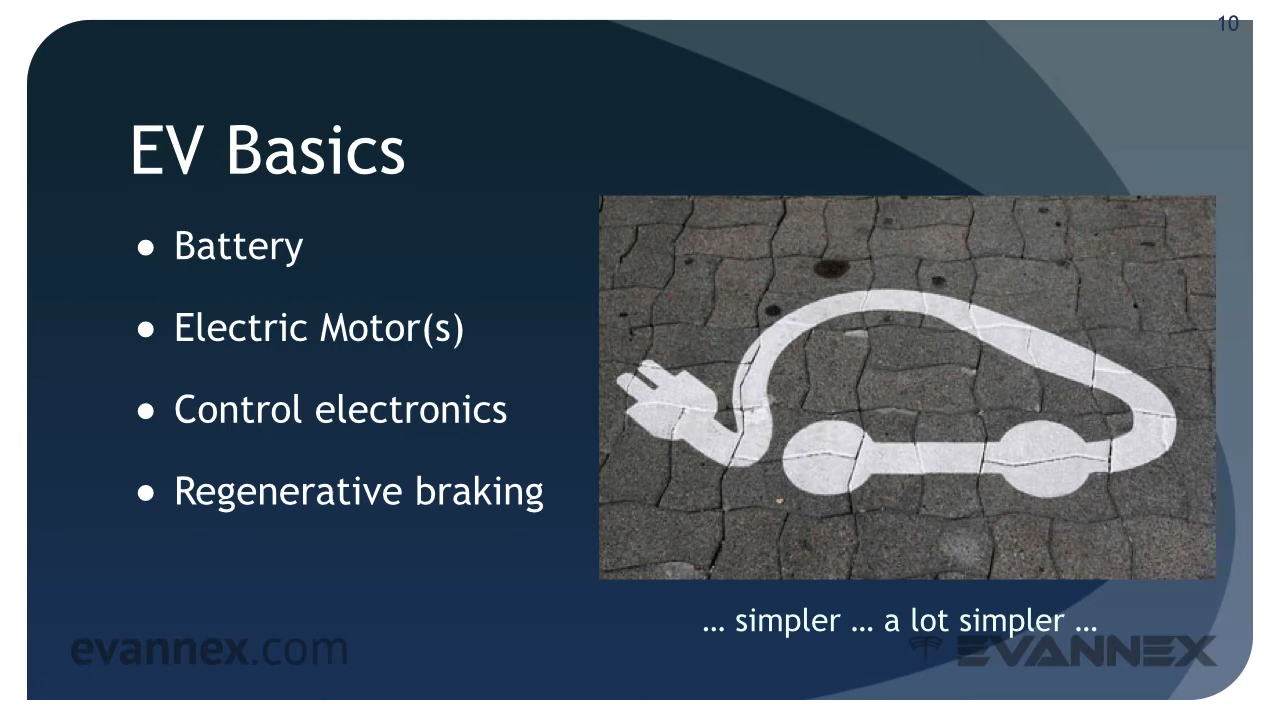 10
EV Basics
● Battery
● Electric Motor(s)
● Control electronics
● Regenerative braking
… simpler … a lot simpler …
evannex.com
EVANNEX